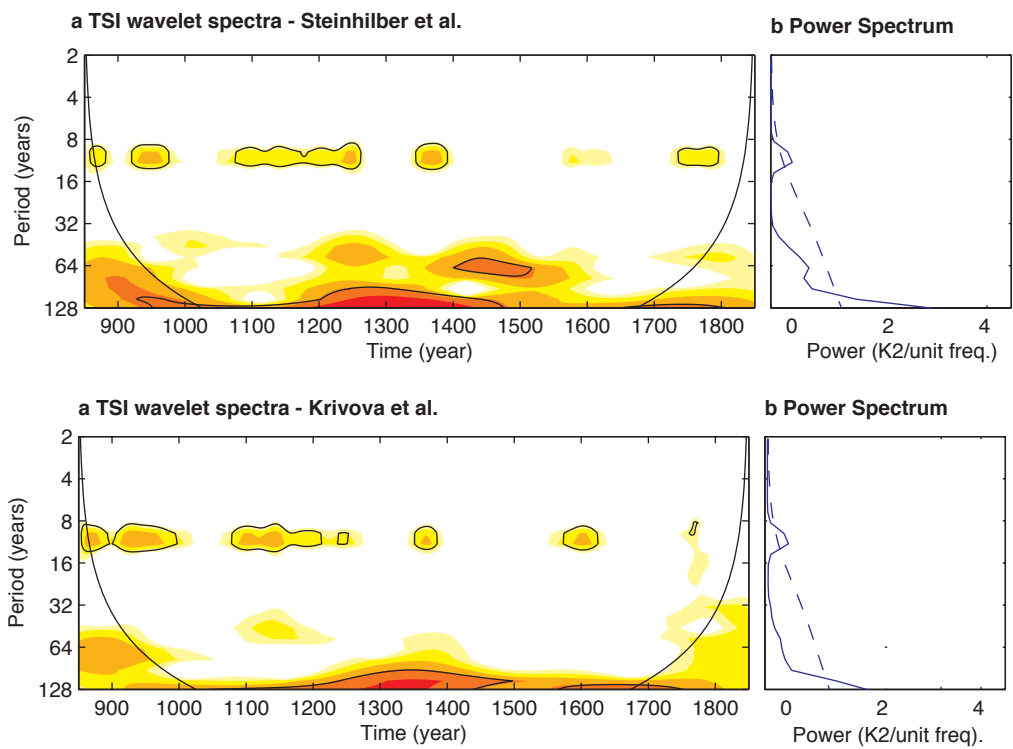 a TSI wavelet spectra - Steinhilber et al.
b Power Spectrum
Period (years)
2
4
8
16
32
64
128
900 1000 1100 1200 1300 1400 1500 1600 1700 1800
Time (year)
0 2 4
Power (K2/unit freq.)
a TSI wavelet spectra - Krivova et al.
b Power Spectrum
Period (years)
2
4
8
16
32
64
128
900 1000 1100 1200 1300 1400 1500 1600 1700 1800
Time (year)
0 2 4
Power (K2/unit freq).